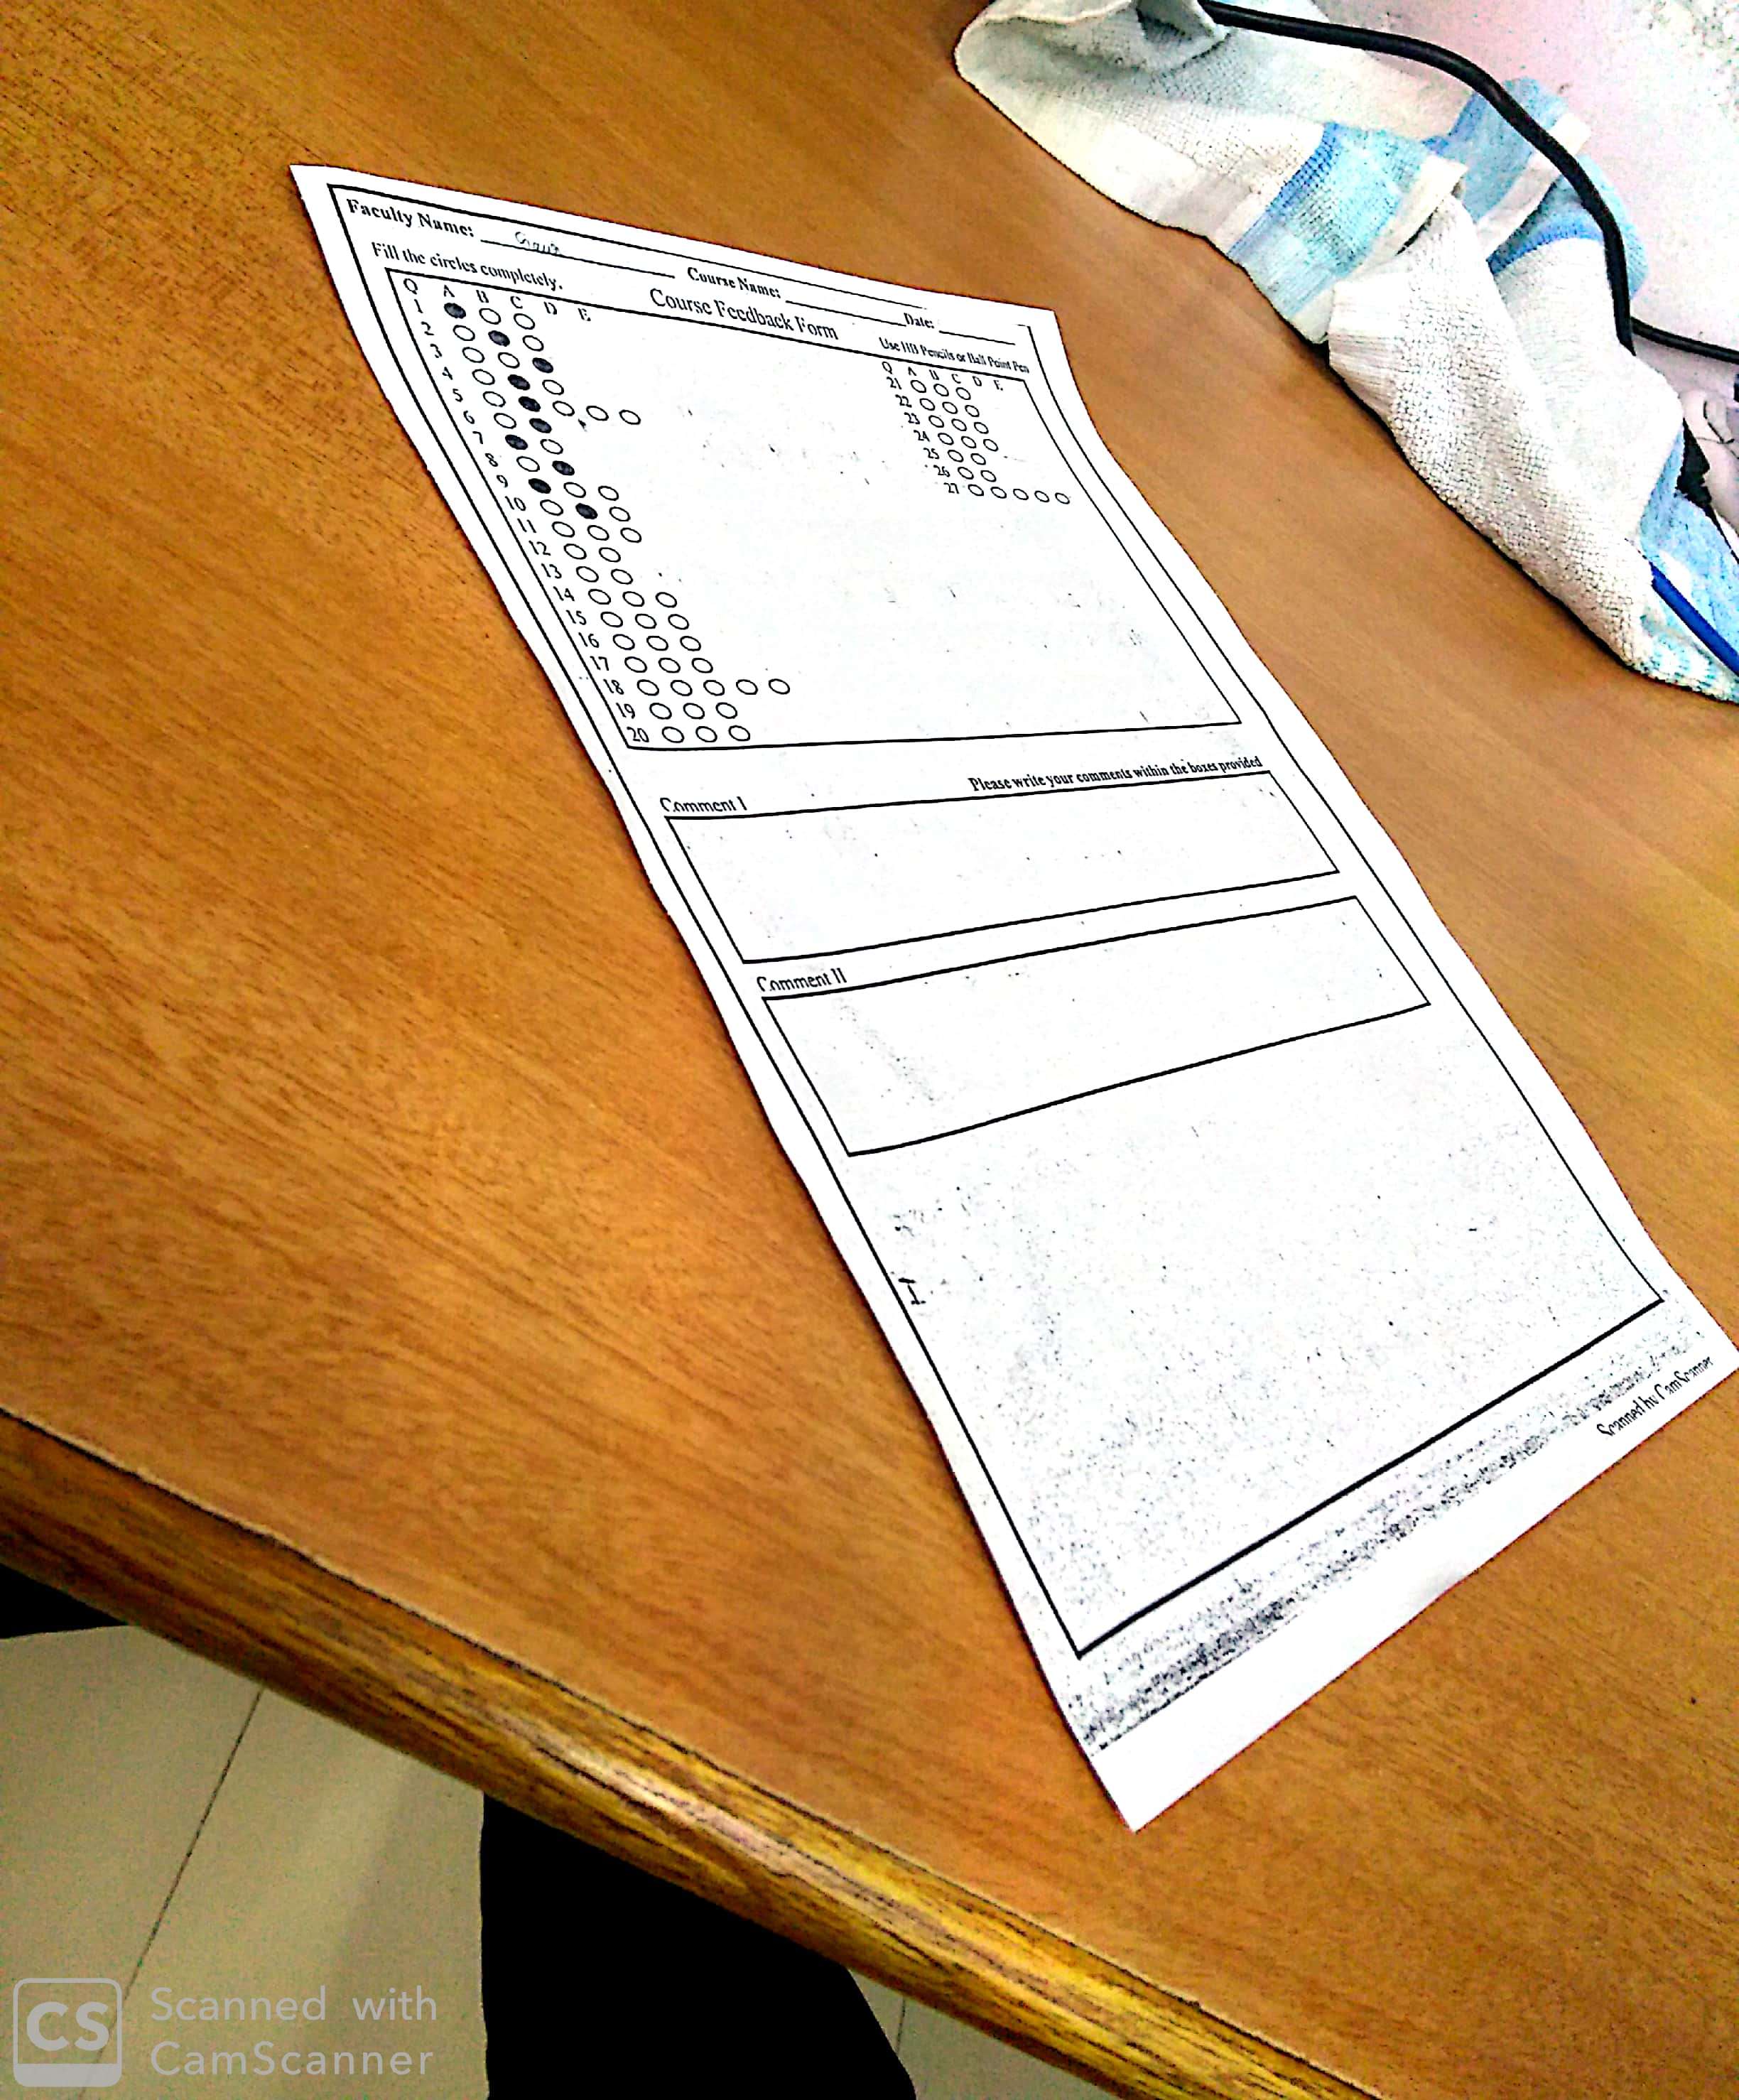 Faculty Name: Course Name: Date:
Fill the circles completely. Course Feedback Form Use HB Pencils or Ball Point Pen
Q A B C D E
1
2
3
4
5
6
7
8
9
10
11
12
13
14
15
16
17
18
19
20
Q A B C D E
21
22
23
24
25
26
27
Please write your comments within the boxes provided
Comment I
Comment II
I
Scanned by CamScanner
CS Scanned with
CamScanner